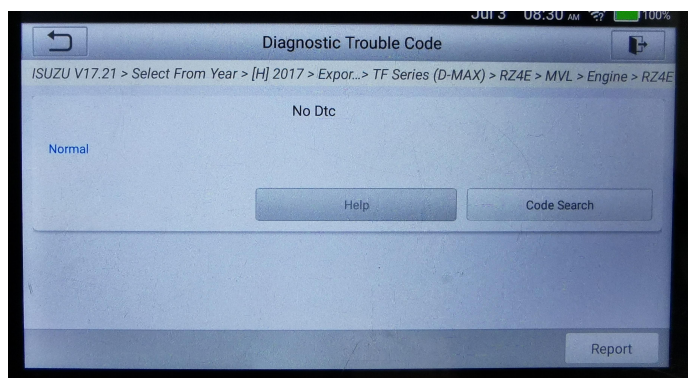 Jul 3 08:30 AM 100%
Diagnostic Trouble Code
ISUZU V17.21 > Select From Year > [H] 2017 > Expor...> TF Series (D-MAX) > RZ4E > MVL > Engine > RZ4E
No Dtc
Normal
Help
Code Search
Report